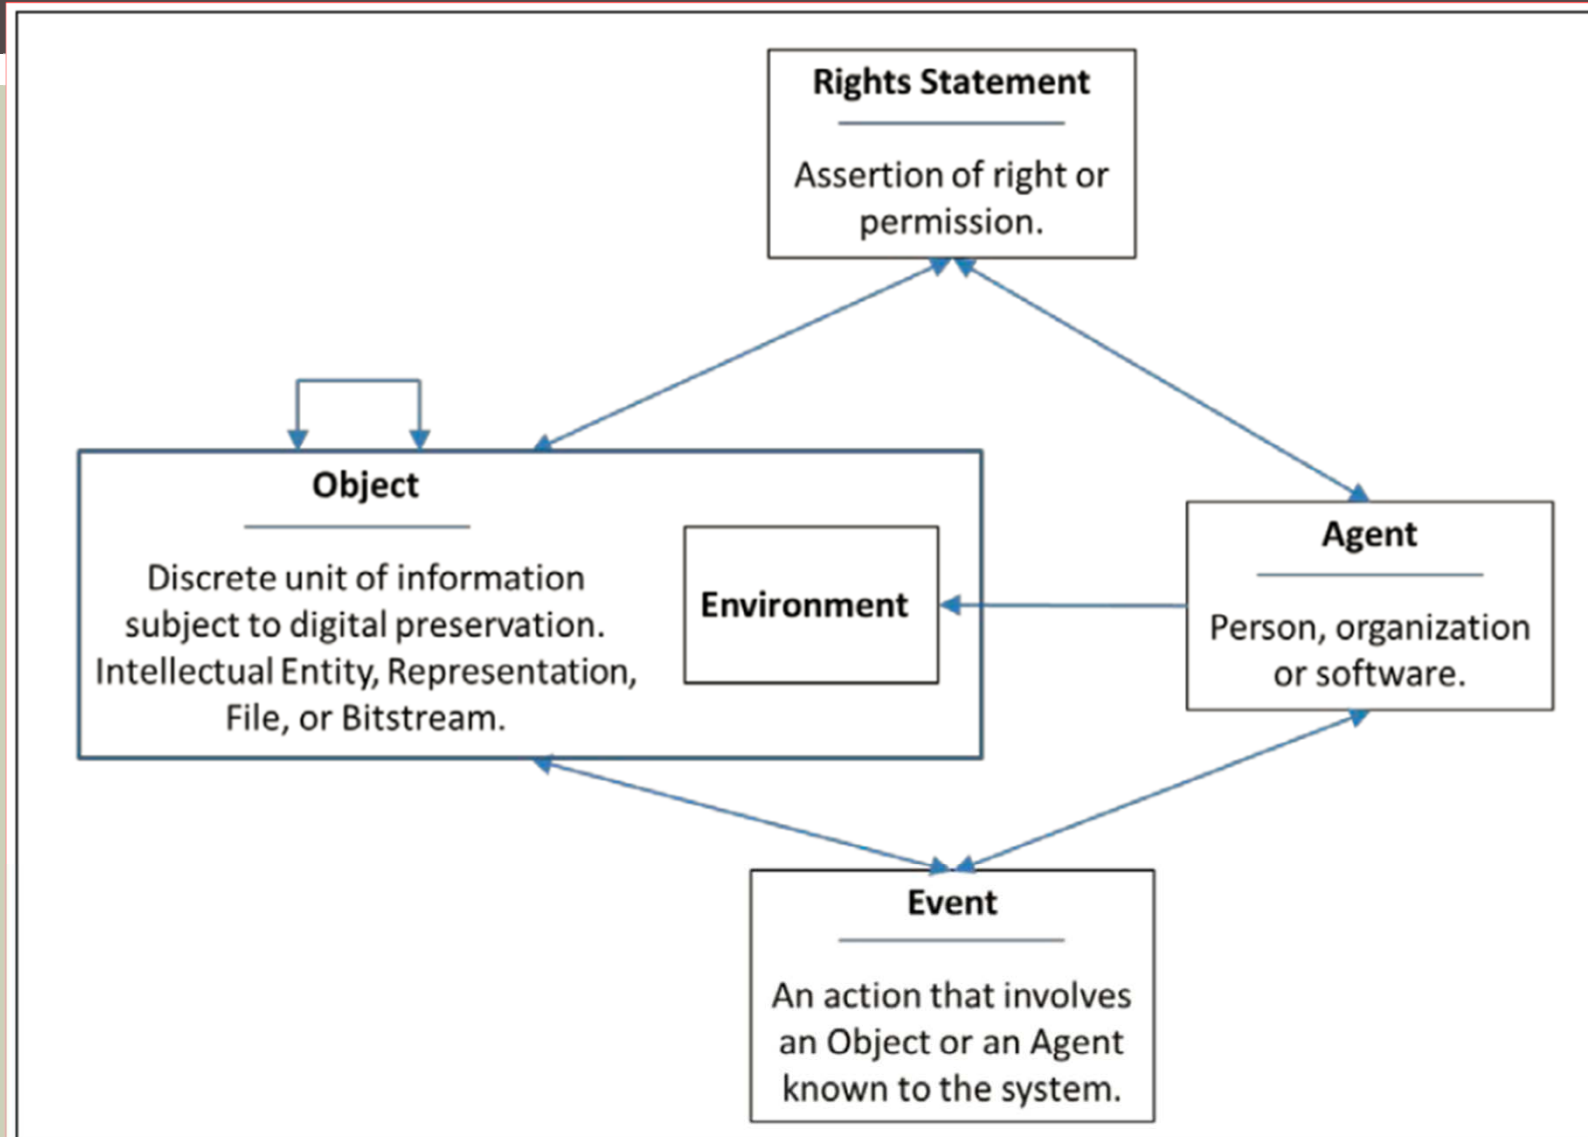 Rights Statement
Assertion of right or
permission.
Object
Discrete unit of information
subject to digital preservation.
Intellectual Entity, Representation,
File, or Bitstream.
Environment
Agent
Person, organization
or software.
Event
An action that involves
an Object or an Agent
known to the system.